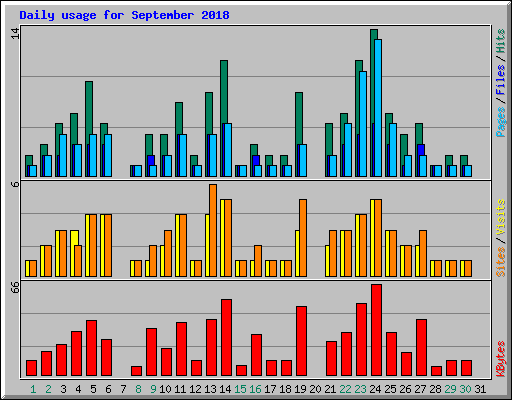 Daily usage for September 2018
14
Pages / Files / Hits
6
Sites / Visits
66
KBytes
1 2 3 4 5 6 7 8 9 10 11 12 13 14 15 16 17 18 19 20 21 22 23 24 25 26 27 28 29 30 31